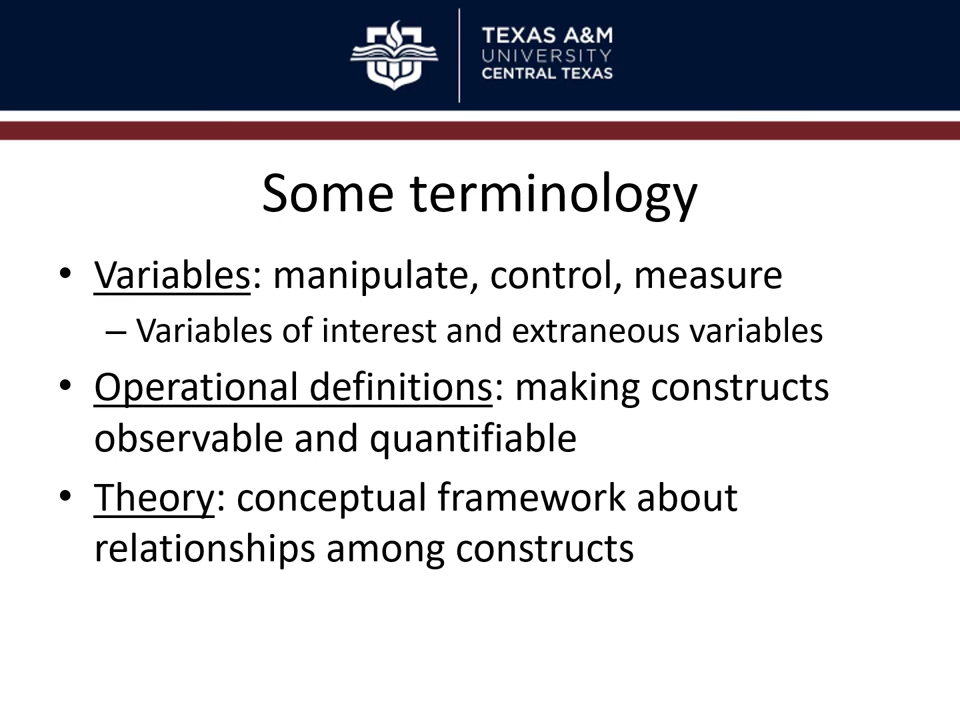 TEXAS A&M
UNIVERSITY
CENTRAL TEXAS
Some terminology
• Variables: manipulate, control, measure
– Variables of interest and extraneous variables
• Operational definitions: making constructs
observable and quantifiable
• Theory: conceptual framework about
relationships among constructs